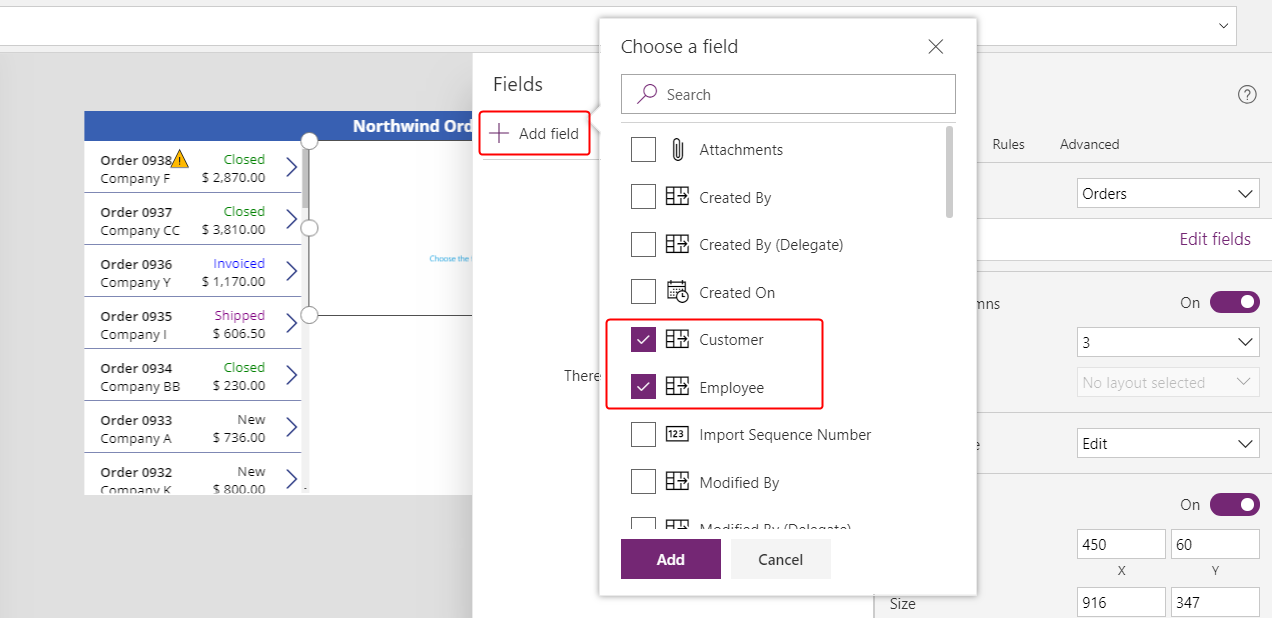 Choose a field
Search
Fields
Add field
Attachments
Created By
Created By (Delegate)
Created On
Customer
Employee
Import Sequence Number
123
Modified By
Modified By (Delegate)
Add
Cancel
There
Northwind Ord
Order 0938
Closed
Company F
$ 2,870.00
Order 0937
Closed
Company CC
$ 3,810.00
Order 0936
Invoiced
Company Y
$ 1,170.00
Order 0935
Shipped
Company I
$ 606.50
Order 0934
Closed
Company BB
$ 230.00
Order 0933
New
Company A
$ 736.00
Order 0932
New
Company K
$ 800.00
Choose the
?
Rules
Advanced
Orders
Edit fields
mns
On
3
No layout selected
e
Edit
On
450
60
X
Y
Size
916
347